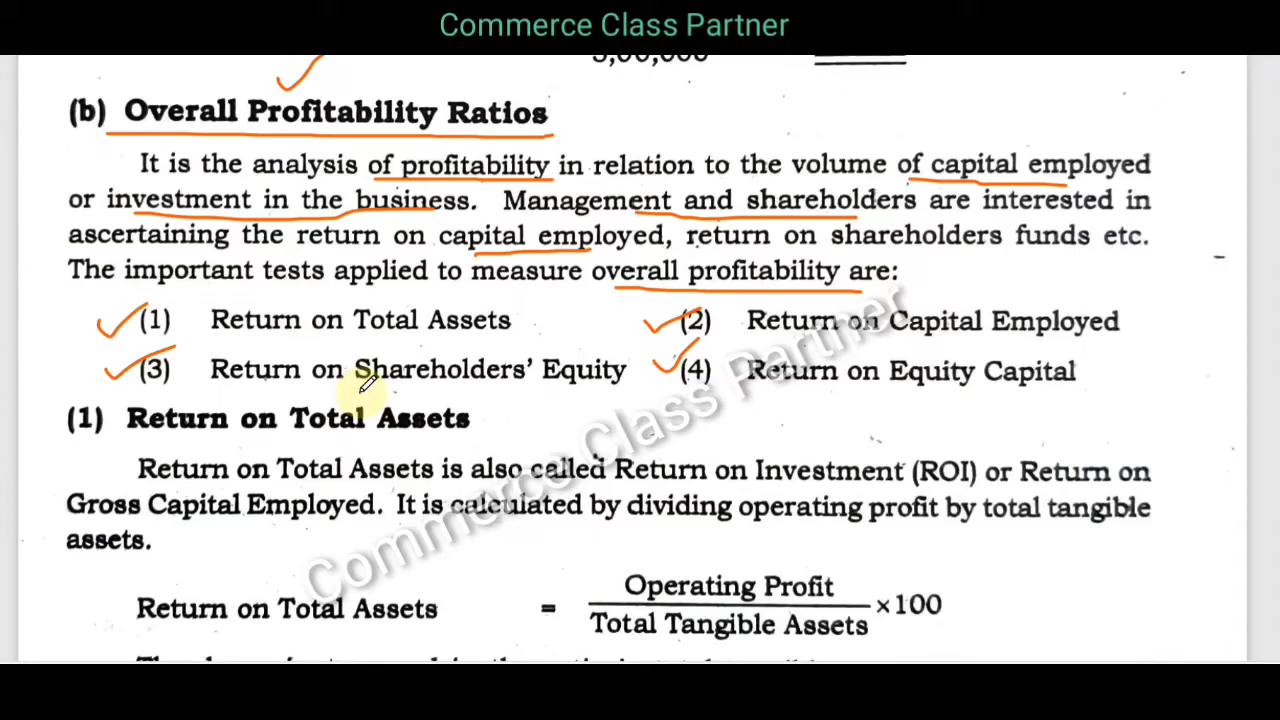 Commerce Class Partner
(b) Overall Profitability Ratios
It is the analysis of profitability in relation to the volume of capital employed
or investment in the business. Management and shareholders are interested in
ascertaining the return on capital employed, return on shareholders funds etc.
The important tests applied to measure overall profitability are:
(1) Return on Total Assets (2) Return on Capital Employed
(3) Return on Shareholders' Equity (4) Return on Equity Capital
(1) Return on Total Assets
Return on Total Assets is also called Return on Investment (ROI) or Return on
Gross Capital Employed. It is calculated by dividing operating profit by total tangible
assets.
Operating Profit
Return on Total Assets = ×100
Total Tangible Assets
Commerce Class Partner